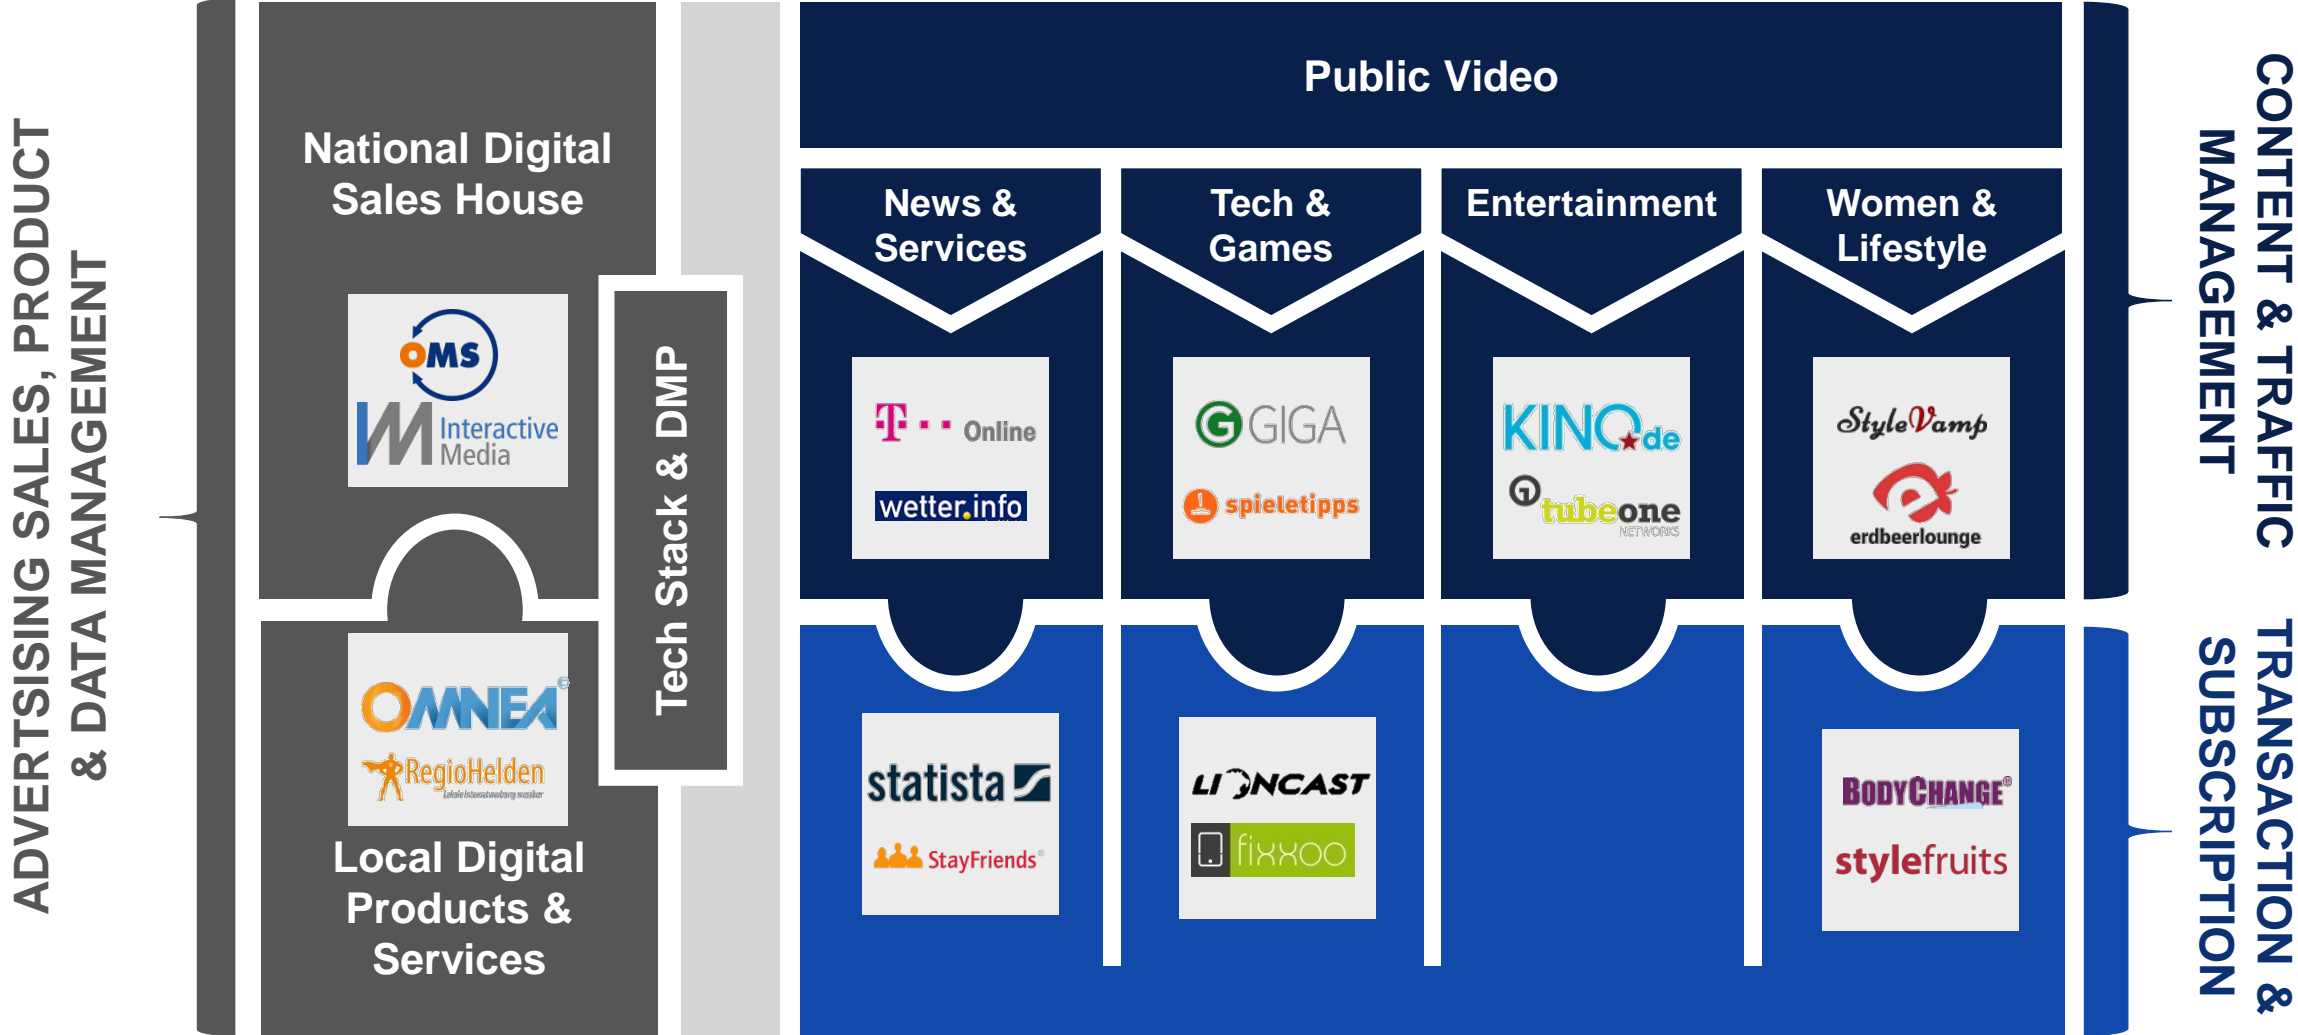 ADVERTSISING SALES, PRODUCT
& DATA MANAGEMENT
National Digital
Sales House
OMS
Interactive
Media
OMNEA
RegioHelden
Local Digital
Products &
Services
Tech Stack & DMP
Public Video
News &
Services
T Online
wetter.info
Tech &
Games
GIGA
spieletipps
Entertainment
KINO.de
tubeone
NETWORKS
Women &
Lifestyle
StyleVamp
erdbeerlounge
statista
StayFriends
LIONCAST
fixxoo
BODYCHANGE®
stylefruits
CONTENT & TRAFFIC
MANAGEMENT
TRANSACTION &
SUBSCRIPTION